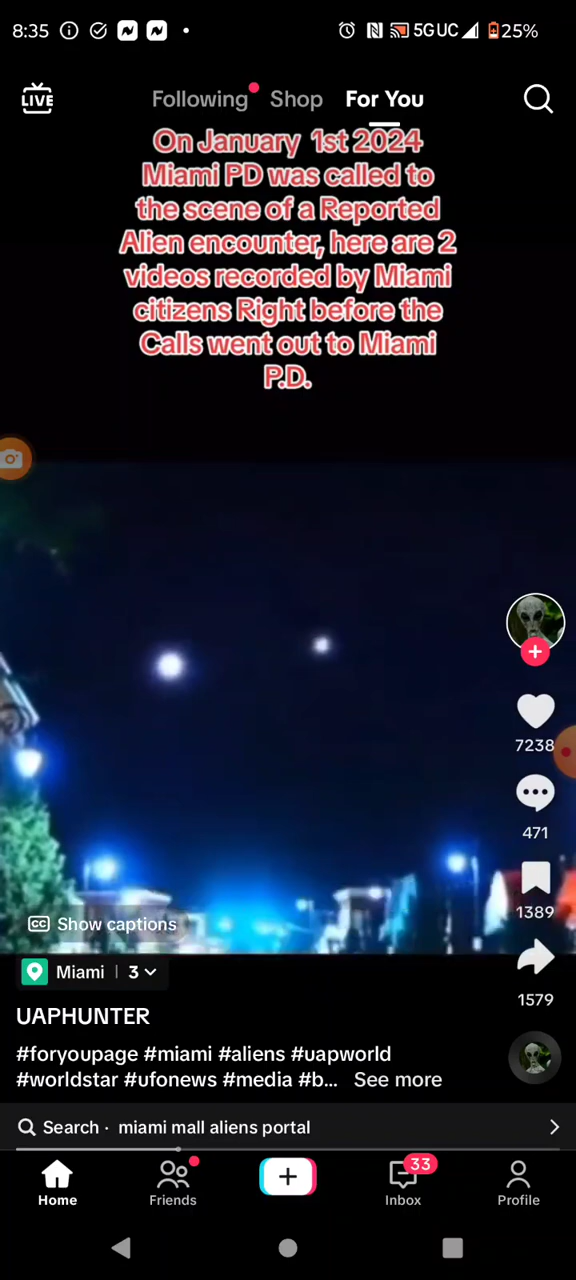 8:35
5G UC
25%
LIVE
Following
Shop
For You
On January 1st 2024
Miami PD was called to
the scene of a Reported
Alien encounter, here are 2
videos recorded by Miami
citizens Right before the
Calls went out to Miami
P.D.
7238
471
1389
1579
CC Show captions
Miami | 3
UAPHUNTER
#foryoupage #miami #aliens #uapworld
#worldstar #ufonews #media #b... See more
Search · miami mall aliens portal
33
Home
Friends
Inbox
Profile